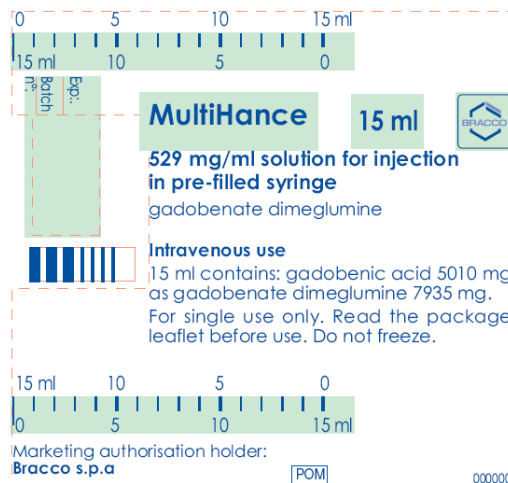 0 5 10 15 ml
15 ml 10 5 0
Exp.:
Batch
n°:
MultiHance 15 ml
BRACCO
529 mg/ml solution for injection
in pre-filled syringe
gadobenate dimeglumine
Intravenous use
15 ml contains: gadobenic acid 5010 mg
as gadobenate dimeglumine 7935 mg.
For single use only. Read the package
leaflet before use. Do not freeze.
15 ml 10 5 0
0 5 10 15 ml
Marketing authorisation holder:
Bracco s.p.a
POM
000000